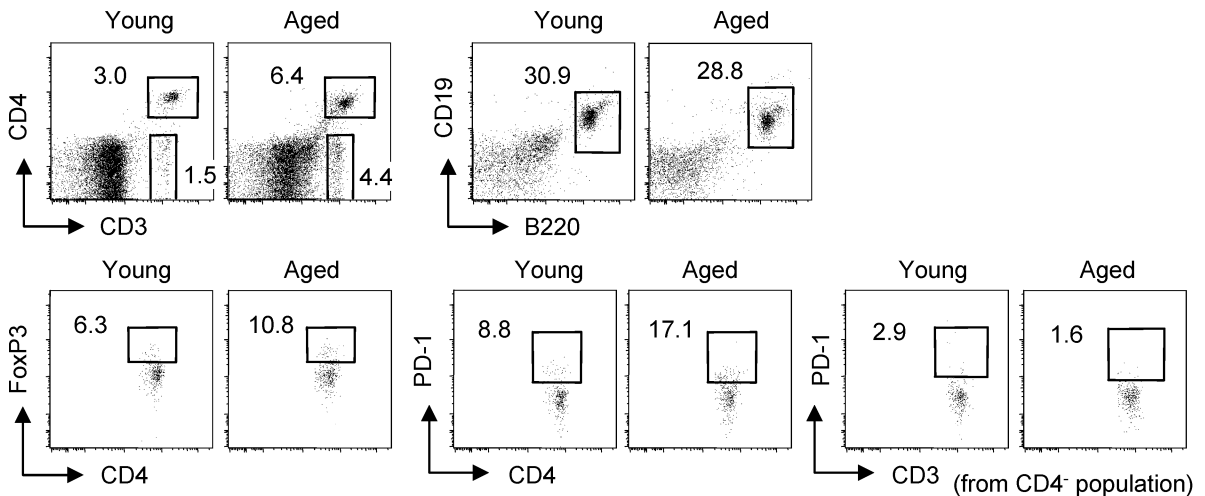 Young Aged Young Aged
CD4 3.0 6.4 CD19 30.9 28.8
1.5 4.4
CD3 B220
Young Aged Young Aged Young Aged
FoxP3 6.3 10.8 PD-1 8.8 17.1 PD-1 2.9 1.6
CD4 CD4 CD3 (from CD4⁻ population)